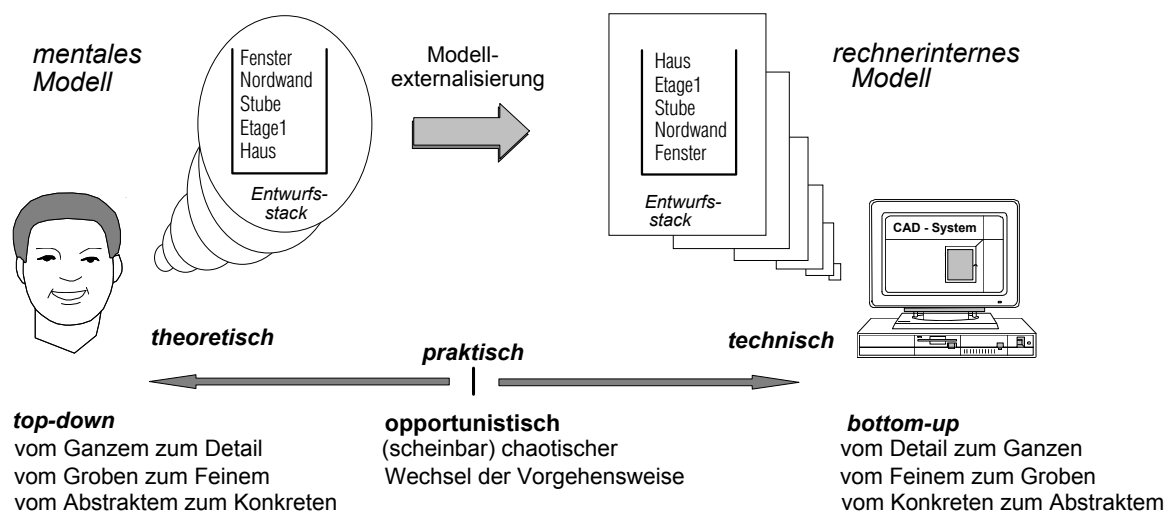 mentales
Modell
Fenster
Nordwand
Stube
Etage1
Haus
Entwurfs-
stack
Modell-
externalisierung
Haus
Etage1
Stube
Nordwand
Fenster
Entwurfs-
stack
rechnerinternes
Modell
CAD - System
theoretisch
praktisch
technisch
top-down
vom Ganzem zum Detail
vom Groben zum Feinem
vom Abstraktem zum Konkreten
opportunistisch
(scheinbar) chaotischer
Wechsel der Vorgehensweise
bottom-up
vom Detail zum Ganzen
vom Feinem zum Groben
vom Konkreten zum Abstraktem